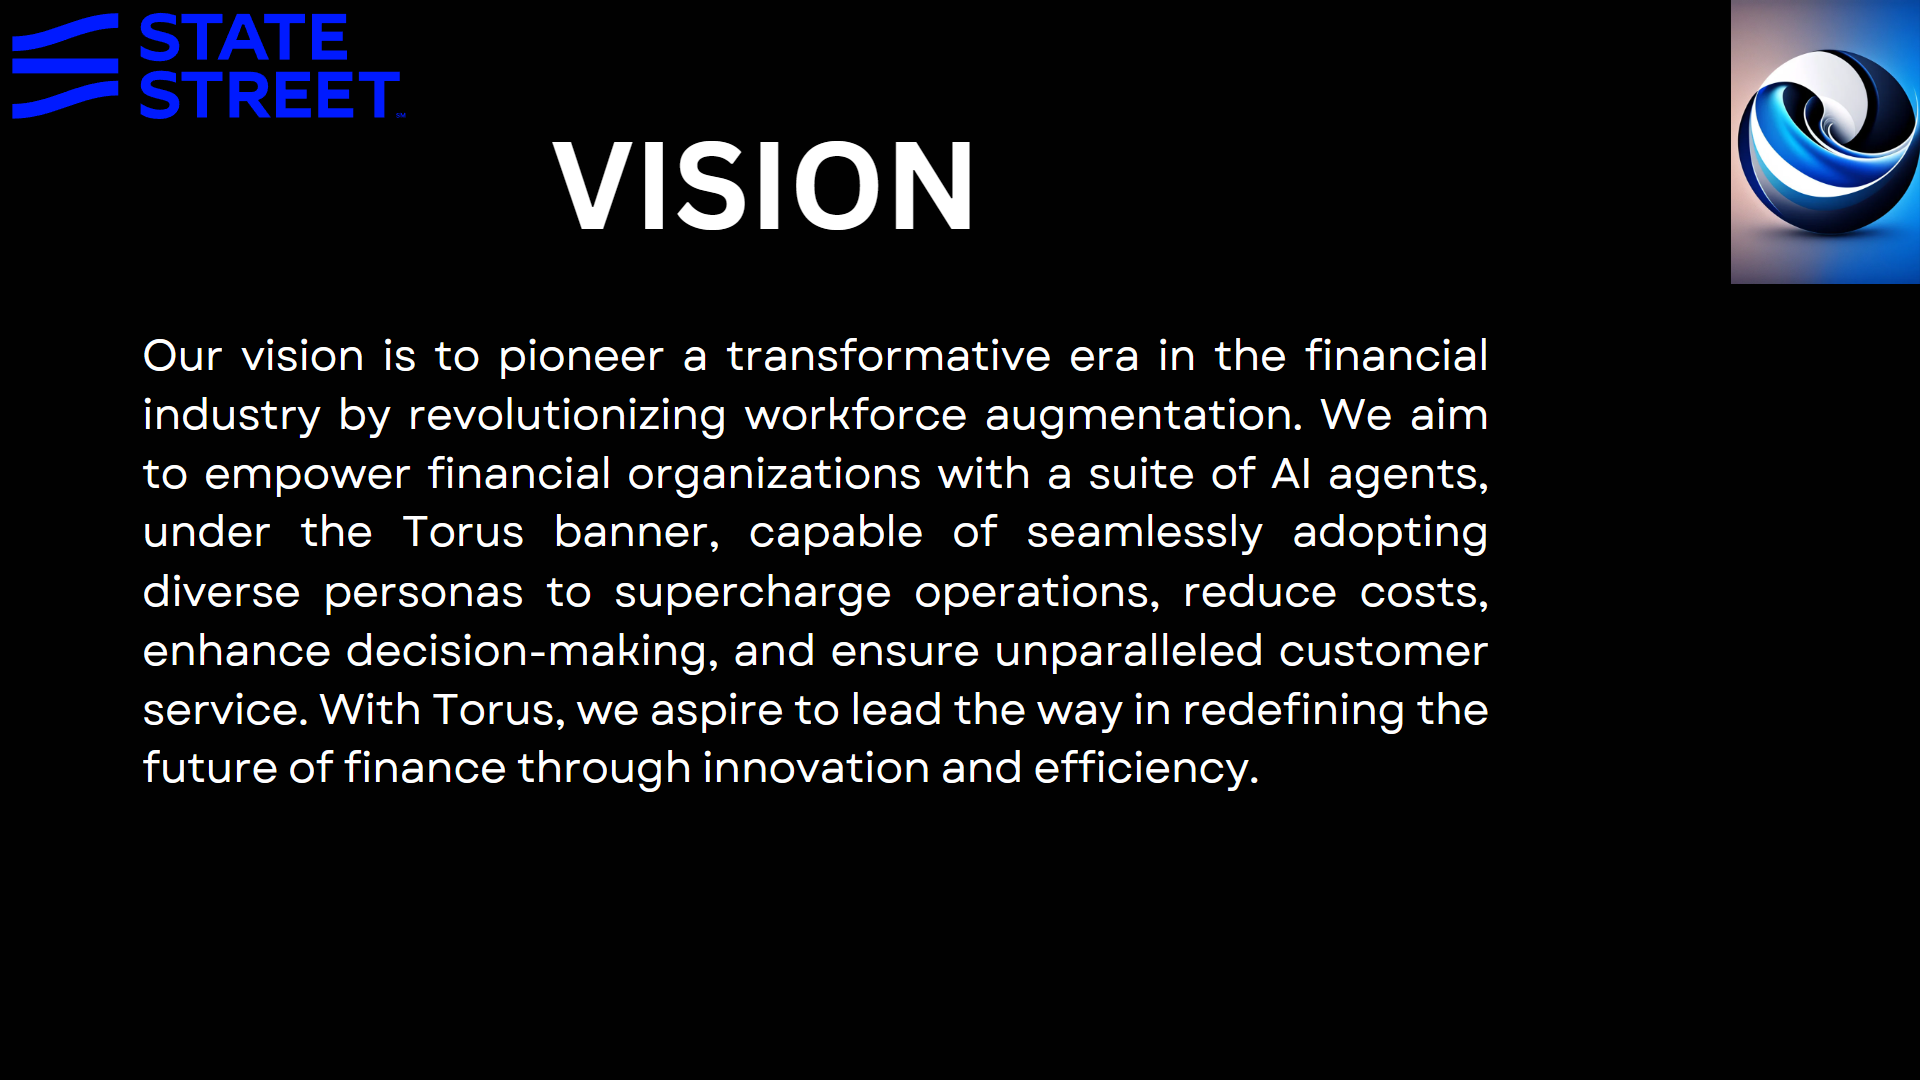 STATE
STREET
SM
VISION
Our vision is to pioneer a transformative era in the financial
industry by revolutionizing workforce augmentation. We aim
to empower financial organizations with a suite of AI agents,
under the Torus banner, capable of seamlessly adopting
diverse personas to supercharge operations, reduce costs,
enhance decision-making, and ensure unparalleled customer
service. With Torus, we aspire to lead the way in redefining the
future of finance through innovation and efficiency.